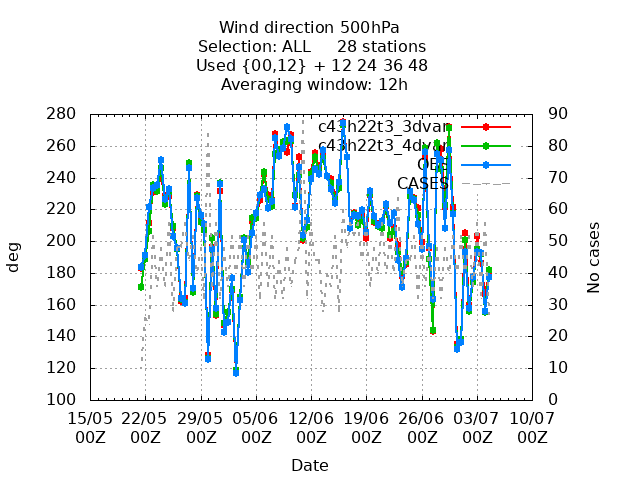 Wind direction 500hPa
Selection: ALL 28 stations
Used {00,12} + 12 24 36 48
Averaging window: 12h
280 90
c43h22t3_3dvar
260 80
c43h22t3_4dvar
OBS
240 70
CASES
220 60
200 50
180 40
160 30
140 20
120 10
100 0
deg
No cases
15/05 22/05 29/05 05/06 12/06 19/06 26/06 03/07 10/07
00Z 00Z 00Z 00Z 00Z 00Z 00Z 00Z 00Z
Date